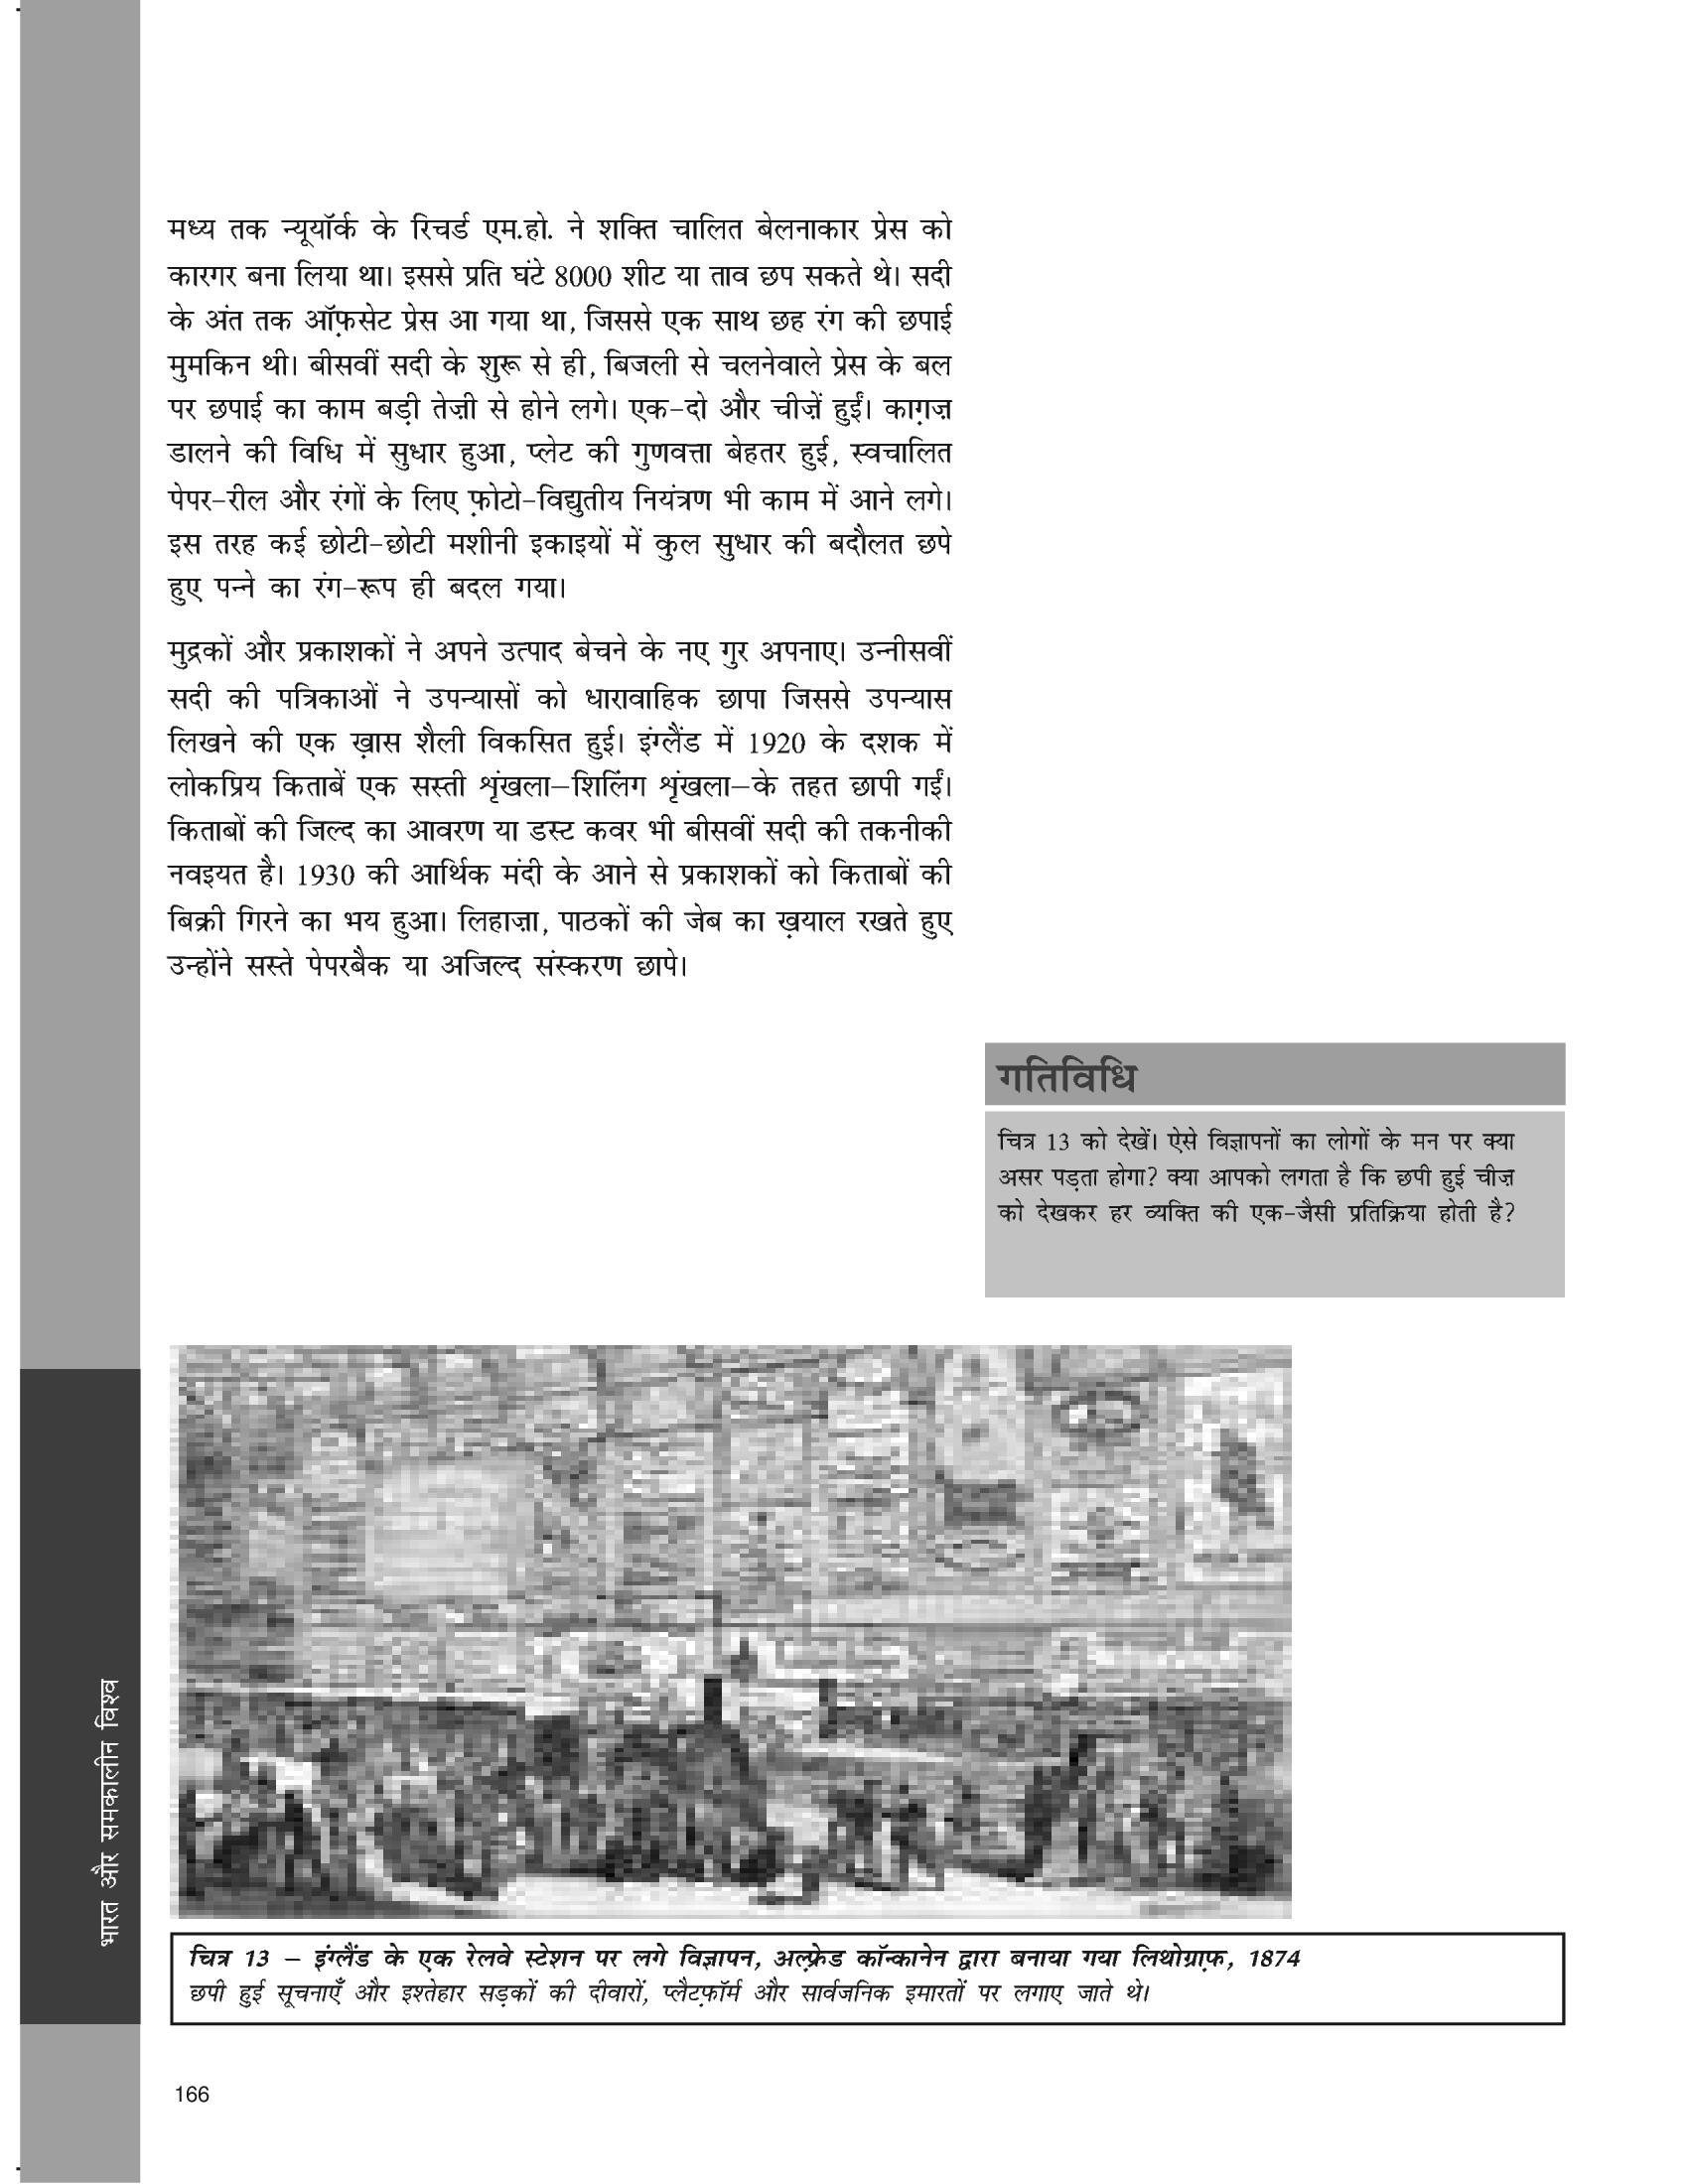 मध्य तक न्यूयॉर्क के रिचर्ड एम.हो. ने शक्ति चालित बेलनाकार प्रेस को
कारगर बना लिया था। इससे प्रति घंटे 8000 शीट या ताव छप सकते थे। सदी
के अंत तक ऑफ़सेट प्रेस आ गया था, जिससे एक साथ छह रंग की छपाई
मुमकिन थी। बीसवीं सदी के शुरू से ही, बिजली से चलनेवाले प्रेस के बल
पर छपाई का काम बड़ी तेज़ी से होने लगे। एक-दो और चीज़ें हुईं। काग़ज़
डालने की विधि में सुधार हुआ, प्लेट की गुणवत्ता बेहतर हुई, स्वचालित
पेपर-रील और रंगों के लिए फ़ोटो-विद्युतीय नियंत्रण भी काम में आने लगे।
इस तरह कई छोटी-छोटी मशीनी इकाइयों में कुल सुधार की बदौलत छपे
हुए पन्ने का रंग-रूप ही बदल गया।
मुद्रकों और प्रकाशकों ने अपने उत्पाद बेचने के नए गुर अपनाए। उन्नीसवीं
सदी की पत्रिकाओं ने उपन्यासों को धारावाहिक छापा जिससे उपन्यास
लिखने की एक ख़ास शैली विकसित हुई। इंग्लैंड में 1920 के दशक में
लोकप्रिय किताबें एक सस्ती शृंखला–शिलिंग शृंखला–के तहत छापी गईं।
किताबों की जिल्द का आवरण या डस्ट कवर भी बीसवीं सदी की तकनीकी
नवइयत है। 1930 की आर्थिक मंदी के आने से प्रकाशकों को किताबों की
बिक्री गिरने का भय हुआ। लिहाज़ा, पाठकों की जेब का ख़याल रखते हुए
उन्होंने सस्ते पेपरबैक या अजिल्द संस्करण छापे।
गतिविधि
चित्र 13 को देखें। ऐसे विज्ञापनों का लोगों के मन पर क्या
असर पड़ता होगा? क्या आपको लगता है कि छपी हुई चीज़
को देखकर हर व्यक्ति की एक-जैसी प्रतिक्रिया होती है?
चित्र 13 – इंग्लैंड के एक रेलवे स्टेशन पर लगे विज्ञापन, अल्फ़्रेड कॉन्कानेन द्वारा बनाया गया लिथोग्राफ़, 1874
छपी हुई सूचनाएँ और इश्तेहार सड़कों की दीवारों, प्लैटफ़ॉर्म और सार्वजनिक इमारतों पर लगाए जाते थे।
भारत और समकालीन विश्व
166